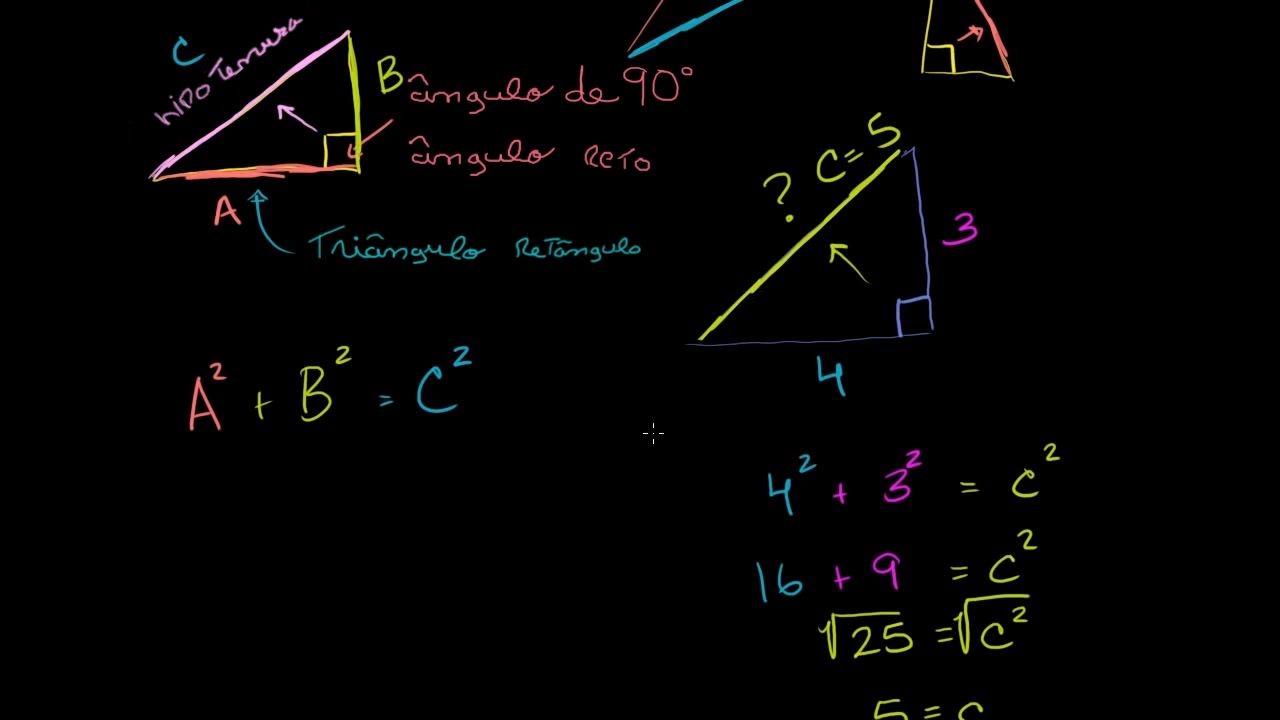 C
hipotenusa
B
ângulo de 90°
ângulo reto
A
Triângulo Retângulo
A² + B² = C²
? C = 5
3
4
4² + 3² = C²
16 + 9 = C²
√25 = √C²
5 = C